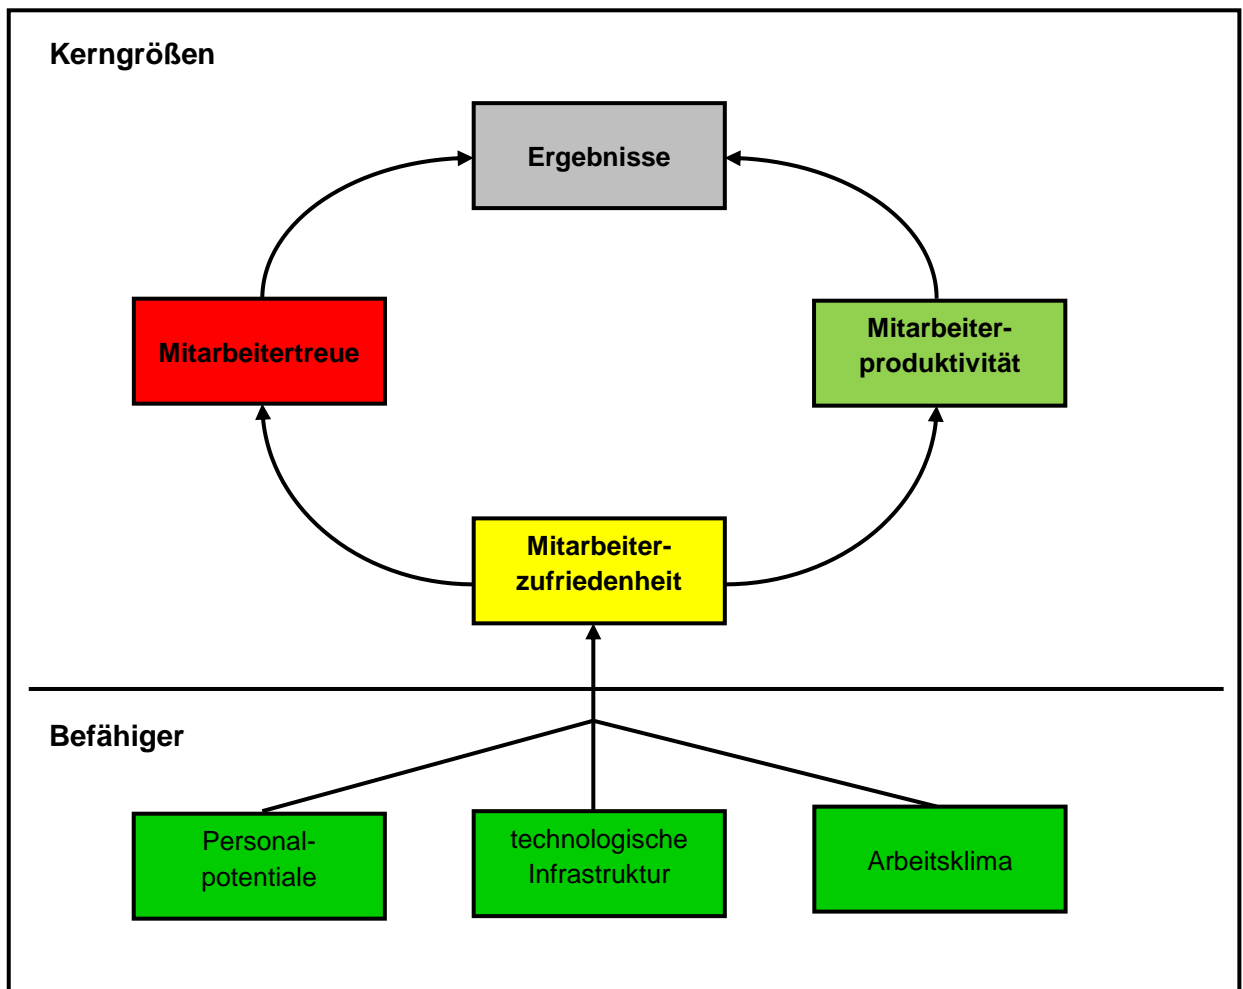 Kerngrößen
Ergebnisse
Mitarbeitertreue
Mitarbeiter-
produktivität
Mitarbeiter-
zufriedenheit
Befähiger
Personal-
potentiale
technologische
Infrastruktur
Arbeitsklima